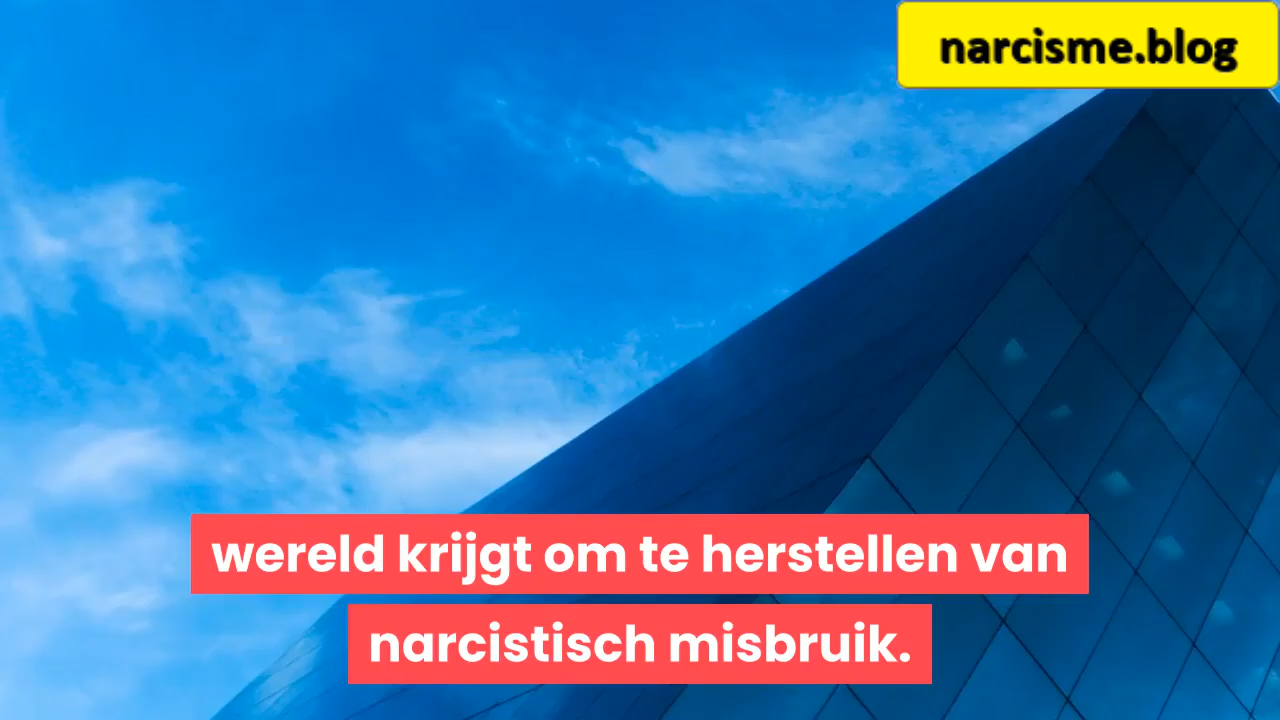 narcisme.blog
wereld krijgt om te herstellen van
narcistisch misbruik.